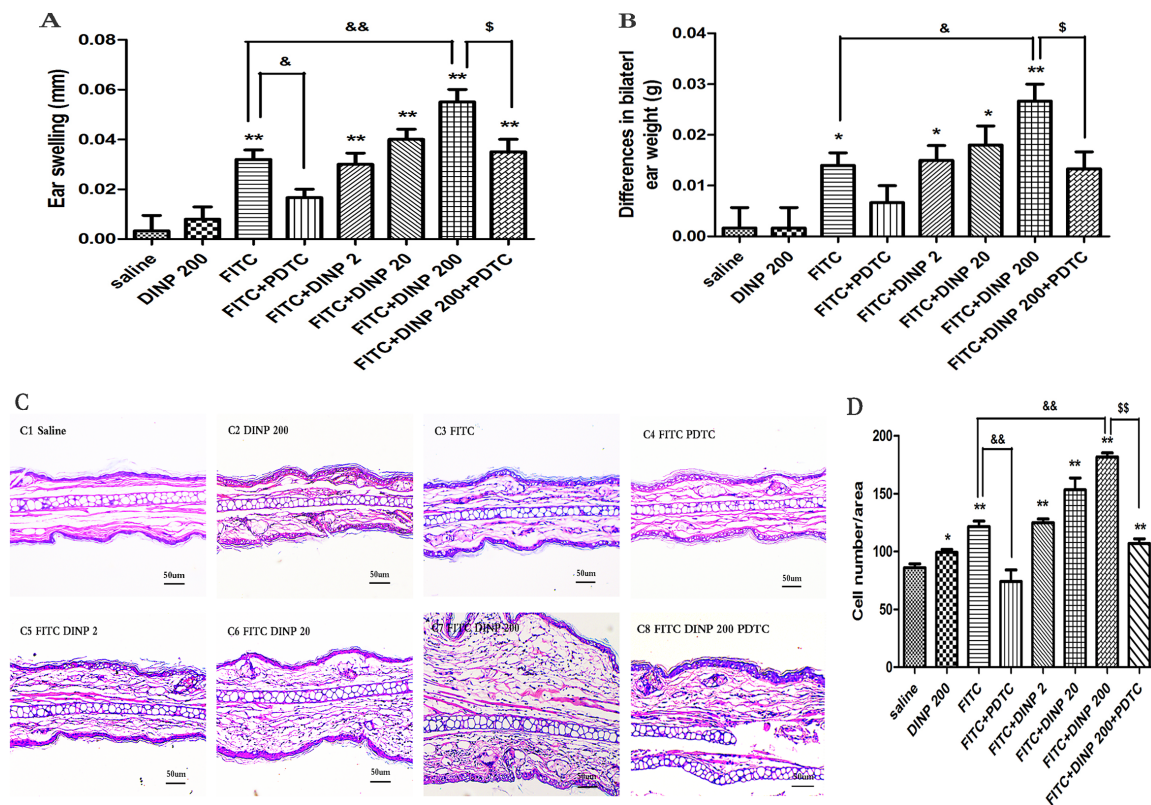 A
Ear swelling (mm)
0.08
0.06
0.04
0.02
0.00
&&
&
$
**
**
**
**
**
saline
DINP 200
FITC
FITC+PDTC
FITC+DINP 2
FITC+DINP 20
FITC+DINP 200
FITC+DINP 200+PDTC
B
Differences in bilaterl
ear weight (g)
0.04
0.03
0.02
0.01
0.00
&
$
*
*
*
**
saline
DINP 200
FITC
FITC+PDTC
FITC+DINP 2
FITC+DINP 20
FITC+DINP 200
FITC+DINP 200+PDTC
C
C1 Saline
50um
C2 DINP 200
50um
C3 FITC
50um
C4 FITC PDTC
50um
C5 FITC DINP 2
50um
C6 FITC DINP 20
50um
C7 FITC DINP 200
50um
C8 FITC DINP 200 PDTC
50um
D
Cell number/area
200
150
100
50
0
&&
$$
&&
*
**
**
**
**
**
saline
DINP 200
FITC
FITC+PDTC
FITC+DINP 2
FITC+DINP 20
FITC+DINP 200
FITC+DINP 200+PDTC